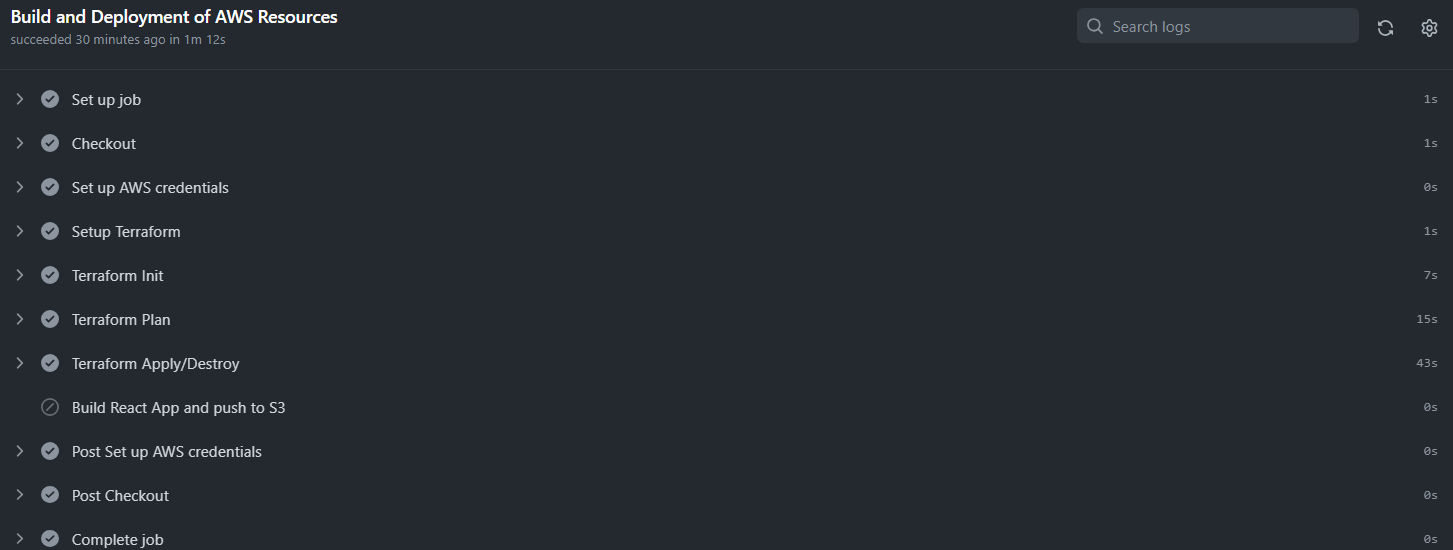 Build and Deployment of AWS Resources
succeeded 30 minutes ago in 1m 12s
Search logs
Set up job 1s
Checkout 1s
Set up AWS credentials 0s
Setup Terraform 1s
Terraform Init 7s
Terraform Plan 15s
Terraform Apply/Destroy 43s
Build React App and push to S3 0s
Post Set up AWS credentials 0s
Post Checkout 0s
Complete job 0s